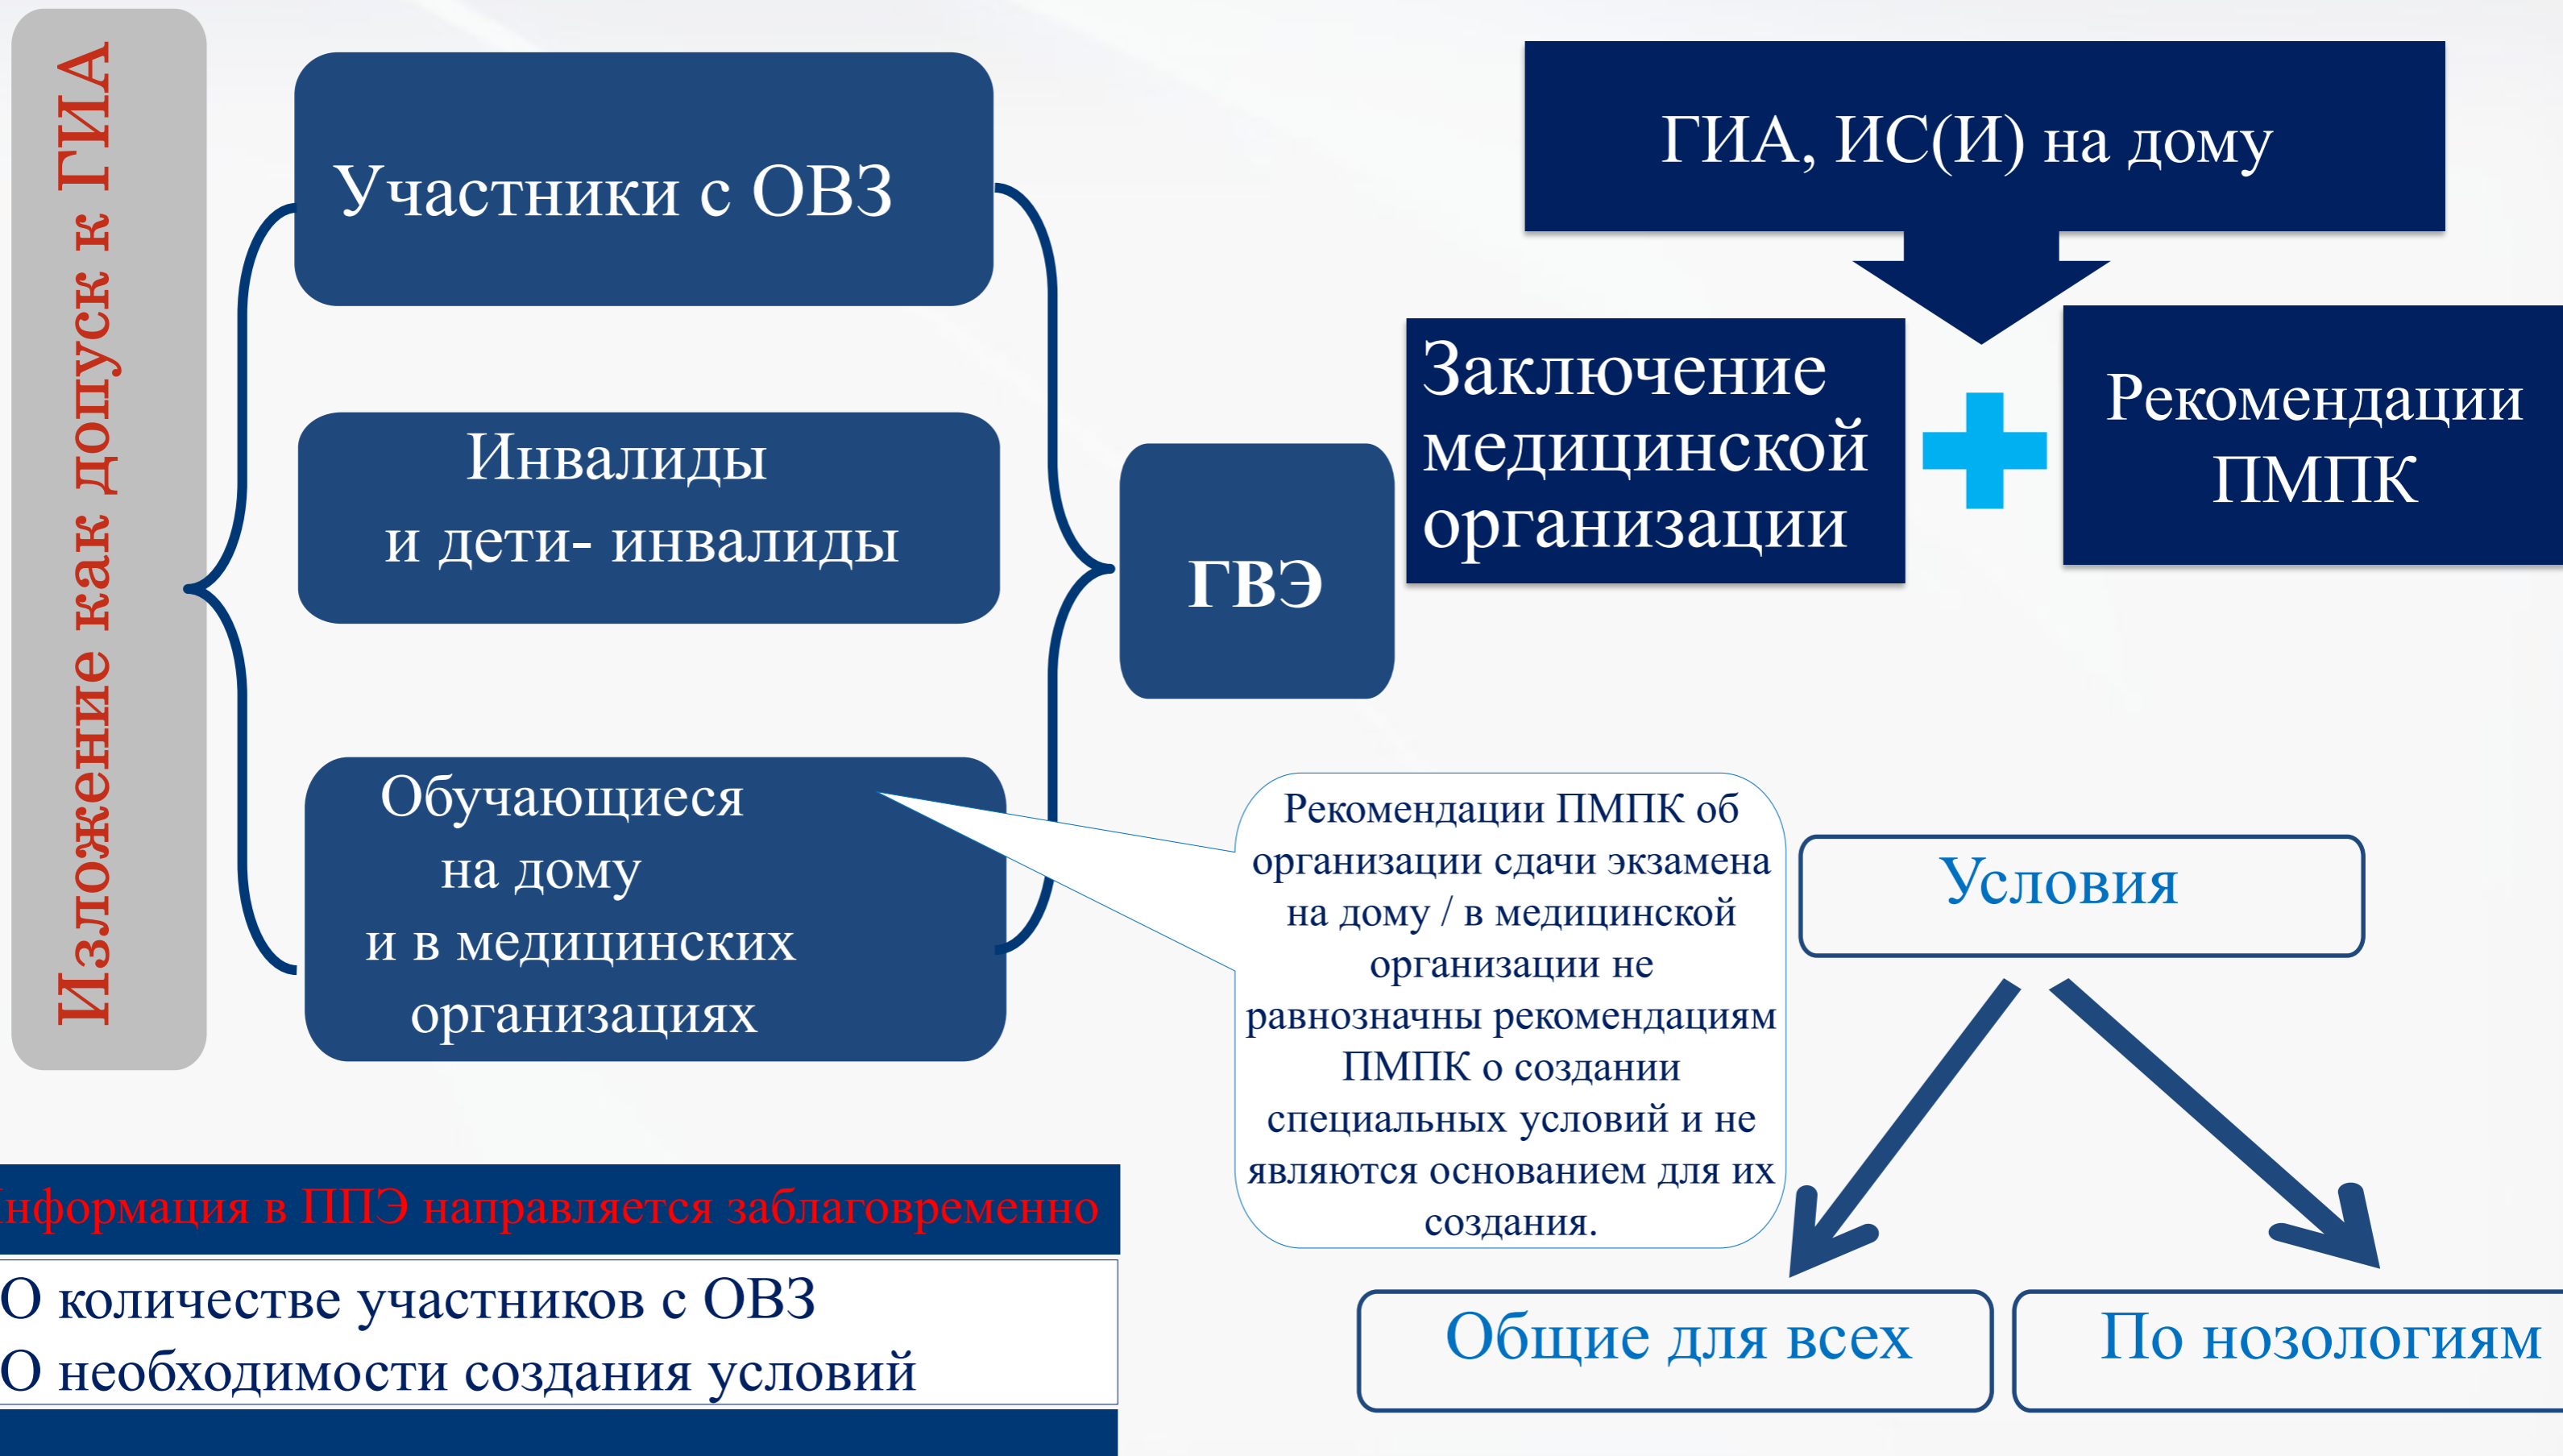 Изложение как допуск к ГИА
Участники с ОВЗ
Инвалиды
и дети- инвалиды
Обучающиеся
на дому
и в медицинских
организациях
ГВЭ
ГИА, ИС(И) на дому
Заключение
медицинской
организации
Рекомендации
ПМПК
Рекомендации ПМПК об
организации сдачи экзамена
на дому / в медицинской
организации не
равнозначны рекомендациям
ПМПК о создании
специальных условий и не
являются основанием для их
создания.
Условия
Общие для всех
По нозологиям
нформация в ППЭ направляется заблаговременно
О количестве участников с ОВЗ
О необходимости создания условий